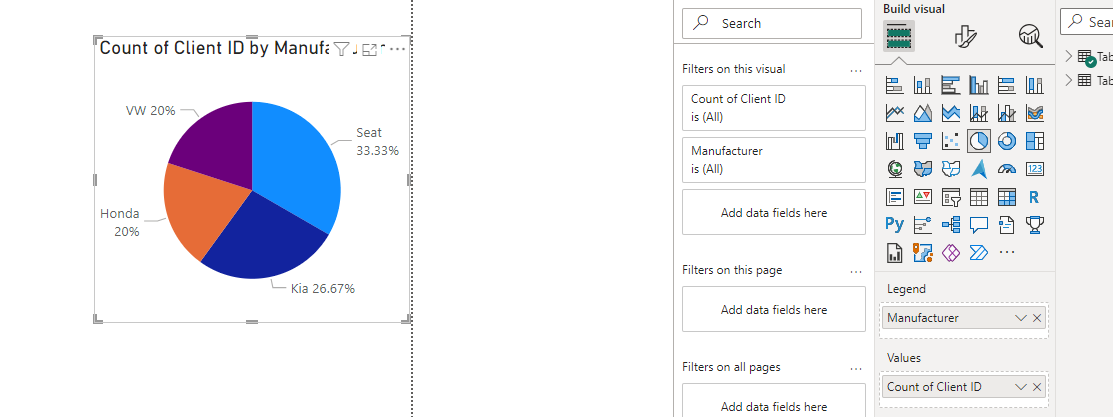 Count of Client ID by Manufa
VW 20%
Seat
33.33%
Honda
20%
Kia 26.67%
Search
Filters on this visual
Count of Client ID
is (All)
Manufacturer
is (All)
Add data fields here
Filters on this page
Add data fields here
Filters on all pages
Add data fields here
Build visual
123
R
Py
Legend
Manufacturer
Values
Count of Client ID
Sear
Tab
Tab